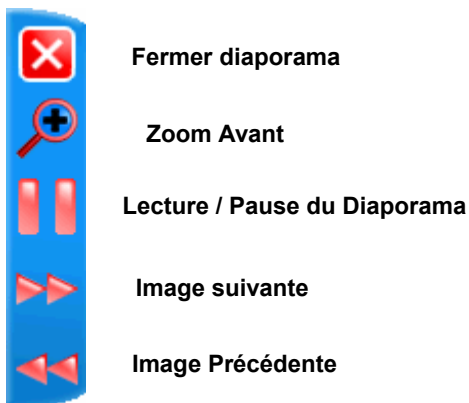 Fermer diaporama
Zoom Avant
Lecture / Pause du Diaporama
Image suivante
Image Précédente